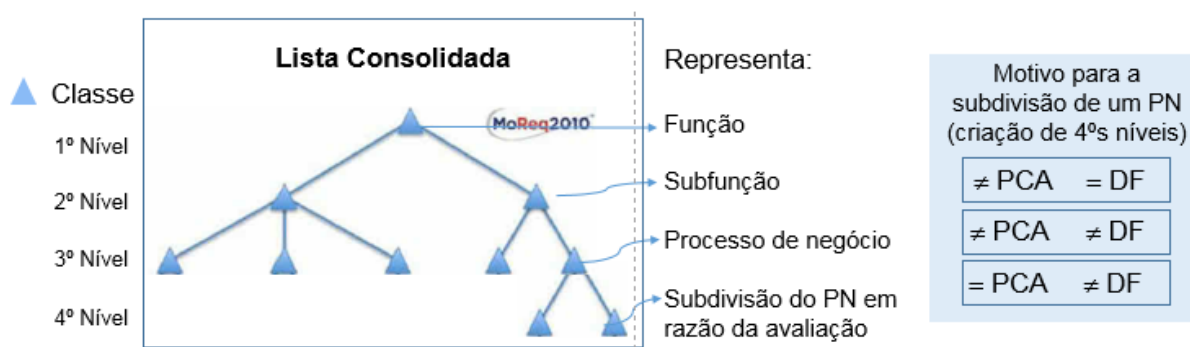 Lista Consolidada
Classe
1º Nível
2º Nível
3º Nível
4º Nível
MoReq2010
Representa:
Função
Subfunção
Processo de negócio
Subdivisão do PN em
razão da avaliação
Motivo para a
subdivisão de um PN
(criação de 4ºs níveis)
≠ PCA = DF
≠ PCA ≠ DF
= PCA ≠ DF